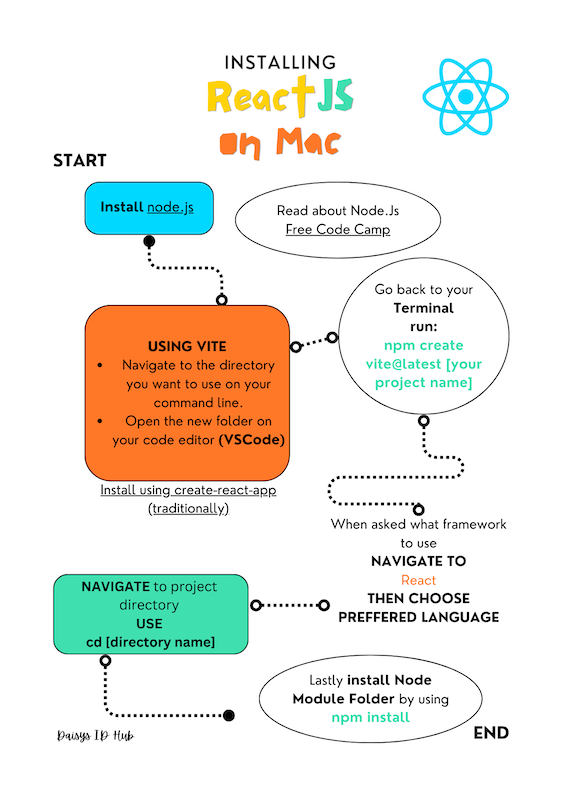 INSTALLING
ReactJS
on Mac
START
Install node.js
Read about Node.Js
Free Code Camp
USING VITE
• Navigate to the directory
you want to use on your
command line.
• Open the new folder on
your code editor (VSCode)
Install using create-react-app
(traditionally)
Go back to your
Terminal
run:
npm create
vite@latest [your
project name]
When asked what framework
to use
NAVIGATE TO
React
THEN CHOOSE
PREFFERED LANGUAGE
NAVIGATE to project
directory
USE
cd [directory name]
Lastly install Node
Module Folder by using
npm install
END
Daisys ID Hub